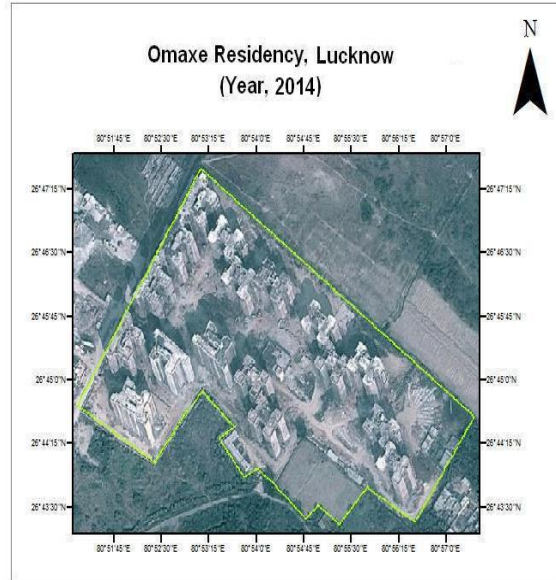 N
Omaxe Residency, Lucknow
(Year, 2014)
80°51'45"E 80°52'30"E 80°53'15"E 80°54'0"E 80°54'45"E 80°55'30"E 80°56'15"E 80°57'0"E
26°47'15"N 26°47'15"N
26°46'30"N 26°46'30"N
26°45'45"N 26°45'45"N
26°45'0"N 26°45'0"N
26°44'15"N 26°44'15"N
26°43'30"N 26°43'30"N
80°51'45"E 80°52'30"E 80°53'15"E 80°54'0"E 80°54'45"E 80°55'30"E 80°56'15"E 80°57'0"E